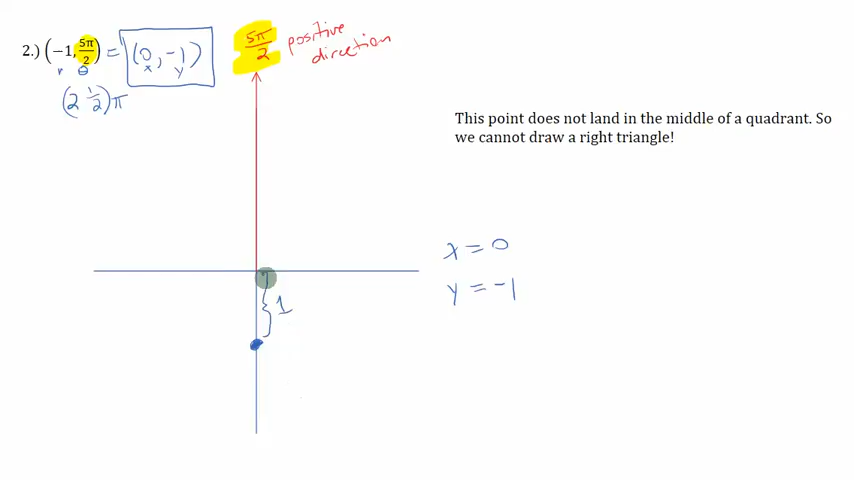 2.) (−1, 5π/2) = (0, −1)
r θ x y
(2 1/2)π
5π/2 positive
direction
This point does not land in the middle of a quadrant. So
we cannot draw a right triangle!
x = 0
y = −1
1